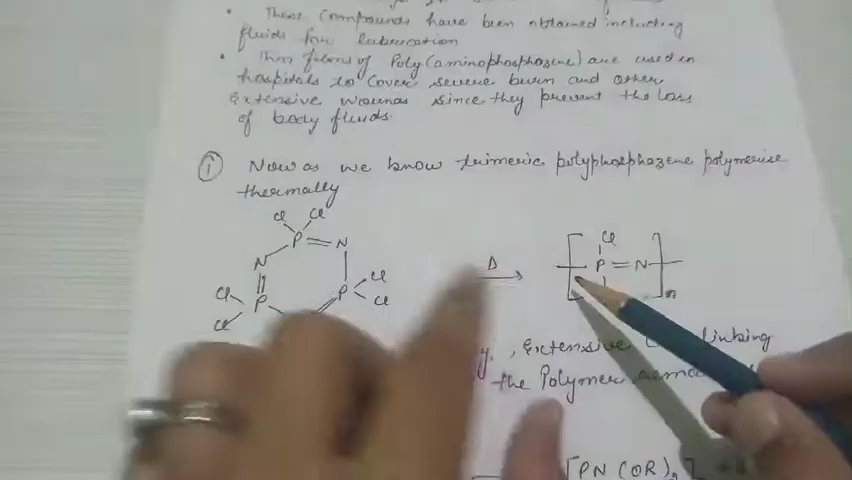 • These compounds have been obtained including
fluids for lubrication
• Thin films of Poly(aminophosphazene) are used in
hospitals to cover severe burn and other
extensive wounds since they prevent the loss
of body fluids.
① Now as we know trimeric polyphosphazene polymerise
thermally
Cl Cl
P = N
N
Cl P
Cl
P Cl
Cl
Δ
[ Cl
P = N ]n
extensive linking
the Polymer
[PN(OR)2]